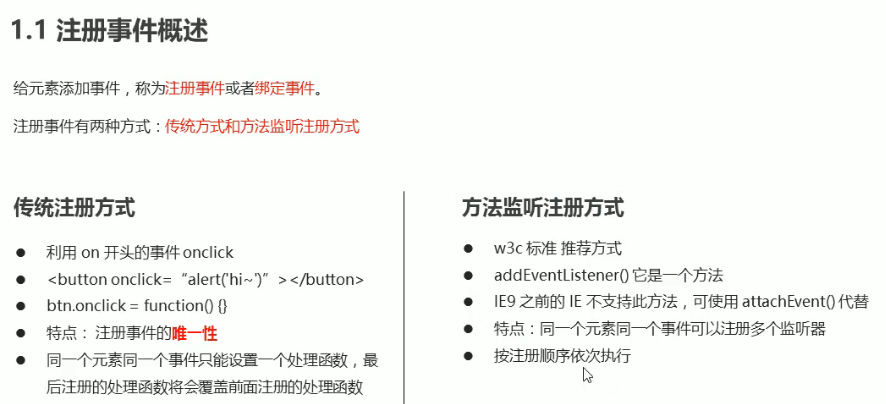 1.1 注册事件概述
给元素添加事件，称为注册事件或者绑定事件。
注册事件有两种方式：传统方式和方法监听注册方式
传统注册方式
● 利用 on 开头的事件 onclick
● <button onclick= “alert('hi~')” ></button>
● btn.onclick = function() {}
● 特点： 注册事件的唯一性
● 同一个元素同一个事件只能设置一个处理函数，最
后注册的处理函数将会覆盖前面注册的处理函数
方法监听注册方式
● w3c 标准 推荐方式
● addEventListener() 它是一个方法
● IE9 之前的 IE 不支持此方法，可使用 attachEvent() 代替
● 特点：同一个元素同一个事件可以注册多个监听器
● 按注册顺序依次执行